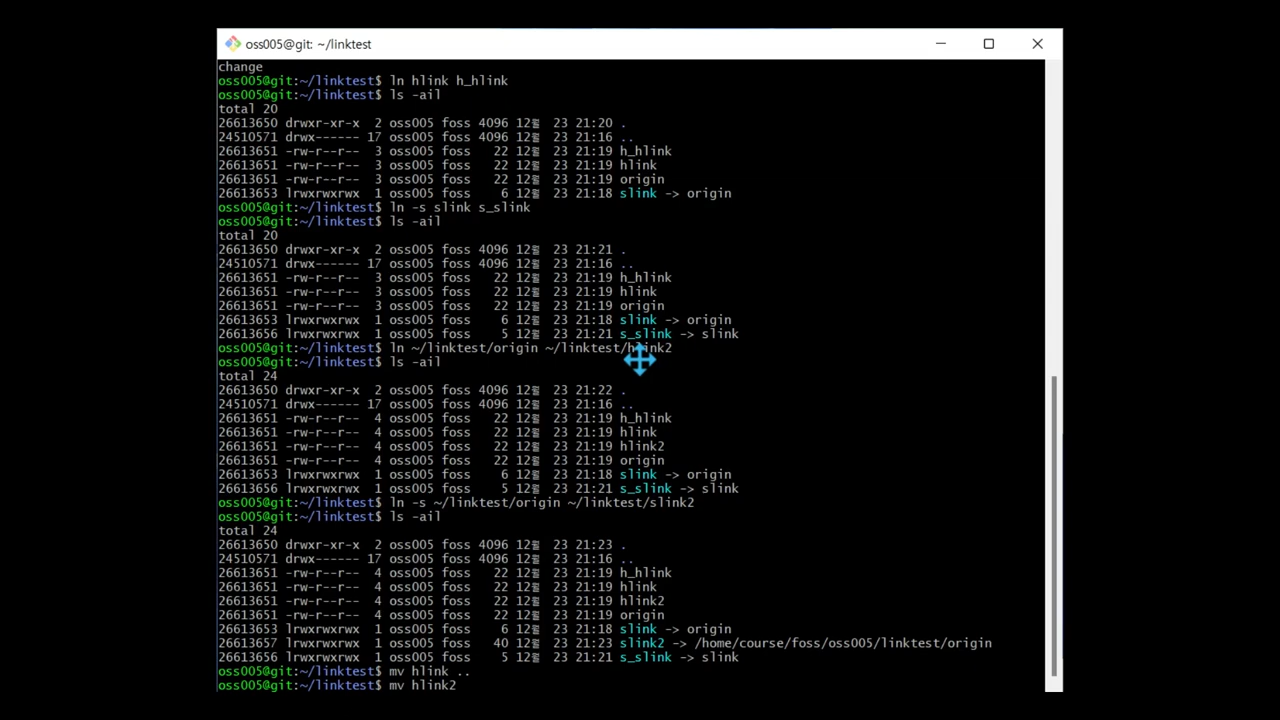 oss005@git: ~/linktest
change
oss005@git:~/linktest$ ln hlink h_hlink
oss005@git:~/linktest$ ls -ail
total 20
26613650 drwxr-xr-x  2 oss005 foss 4096 12월  23 21:20 .
24510571 drwx------ 17 oss005 foss 4096 12월  23 21:16 ..
26613651 -rw-r--r--  3 oss005 foss   22 12월  23 21:19 h_hlink
26613651 -rw-r--r--  3 oss005 foss   22 12월  23 21:19 hlink
26613651 -rw-r--r--  3 oss005 foss   22 12월  23 21:19 origin
26613653 lrwxrwxrwx  1 oss005 foss    6 12월  23 21:18 slink -> origin
oss005@git:~/linktest$ ln -s slink s_slink
oss005@git:~/linktest$ ls -ail
total 20
26613650 drwxr-xr-x  2 oss005 foss 4096 12월  23 21:21 .
24510571 drwx------ 17 oss005 foss 4096 12월  23 21:16 ..
26613651 -rw-r--r--  3 oss005 foss   22 12월  23 21:19 h_hlink
26613651 -rw-r--r--  3 oss005 foss   22 12월  23 21:19 hlink
26613651 -rw-r--r--  3 oss005 foss   22 12월  23 21:19 origin
26613653 lrwxrwxrwx  1 oss005 foss    6 12월  23 21:18 slink -> origin
26613656 lrwxrwxrwx  1 oss005 foss    5 12월  23 21:21 s_slink -> slink
oss005@git:~/linktest$ ln ~/linktest/origin ~/linktest/hlink2
oss005@git:~/linktest$ ls -ail
total 24
26613650 drwxr-xr-x  2 oss005 foss 4096 12월  23 21:22 .
24510571 drwx------ 17 oss005 foss 4096 12월  23 21:16 ..
26613651 -rw-r--r--  4 oss005 foss   22 12월  23 21:19 h_hlink
26613651 -rw-r--r--  4 oss005 foss   22 12월  23 21:19 hlink
26613651 -rw-r--r--  4 oss005 foss   22 12월  23 21:19 hlink2
26613651 -rw-r--r--  4 oss005 foss   22 12월  23 21:19 origin
26613653 lrwxrwxrwx  1 oss005 foss    6 12월  23 21:18 slink -> origin
26613656 lrwxrwxrwx  1 oss005 foss    5 12월  23 21:21 s_slink -> slink
oss005@git:~/linktest$ ln -s ~/linktest/origin ~/linktest/slink2
oss005@git:~/linktest$ ls -ail
total 24
26613650 drwxr-xr-x  2 oss005 foss 4096 12월  23 21:23 .
24510571 drwx------ 17 oss005 foss 4096 12월  23 21:16 ..
26613651 -rw-r--r--  4 oss005 foss   22 12월  23 21:19 h_hlink
26613651 -rw-r--r--  4 oss005 foss   22 12월  23 21:19 hlink
26613651 -rw-r--r--  4 oss005 foss   22 12월  23 21:19 hlink2
26613651 -rw-r--r--  4 oss005 foss   22 12월  23 21:19 origin
26613653 lrwxrwxrwx  1 oss005 foss    6 12월  23 21:18 slink -> origin
26613657 lrwxrwxrwx  1 oss005 foss   40 12월  23 21:23 slink2 -> /home/course/foss/oss005/linktest/origin
26613656 lrwxrwxrwx  1 oss005 foss    5 12월  23 21:21 s_slink -> slink
oss005@git:~/linktest$ mv hlink ..
oss005@git:~/linktest$ mv hlink2